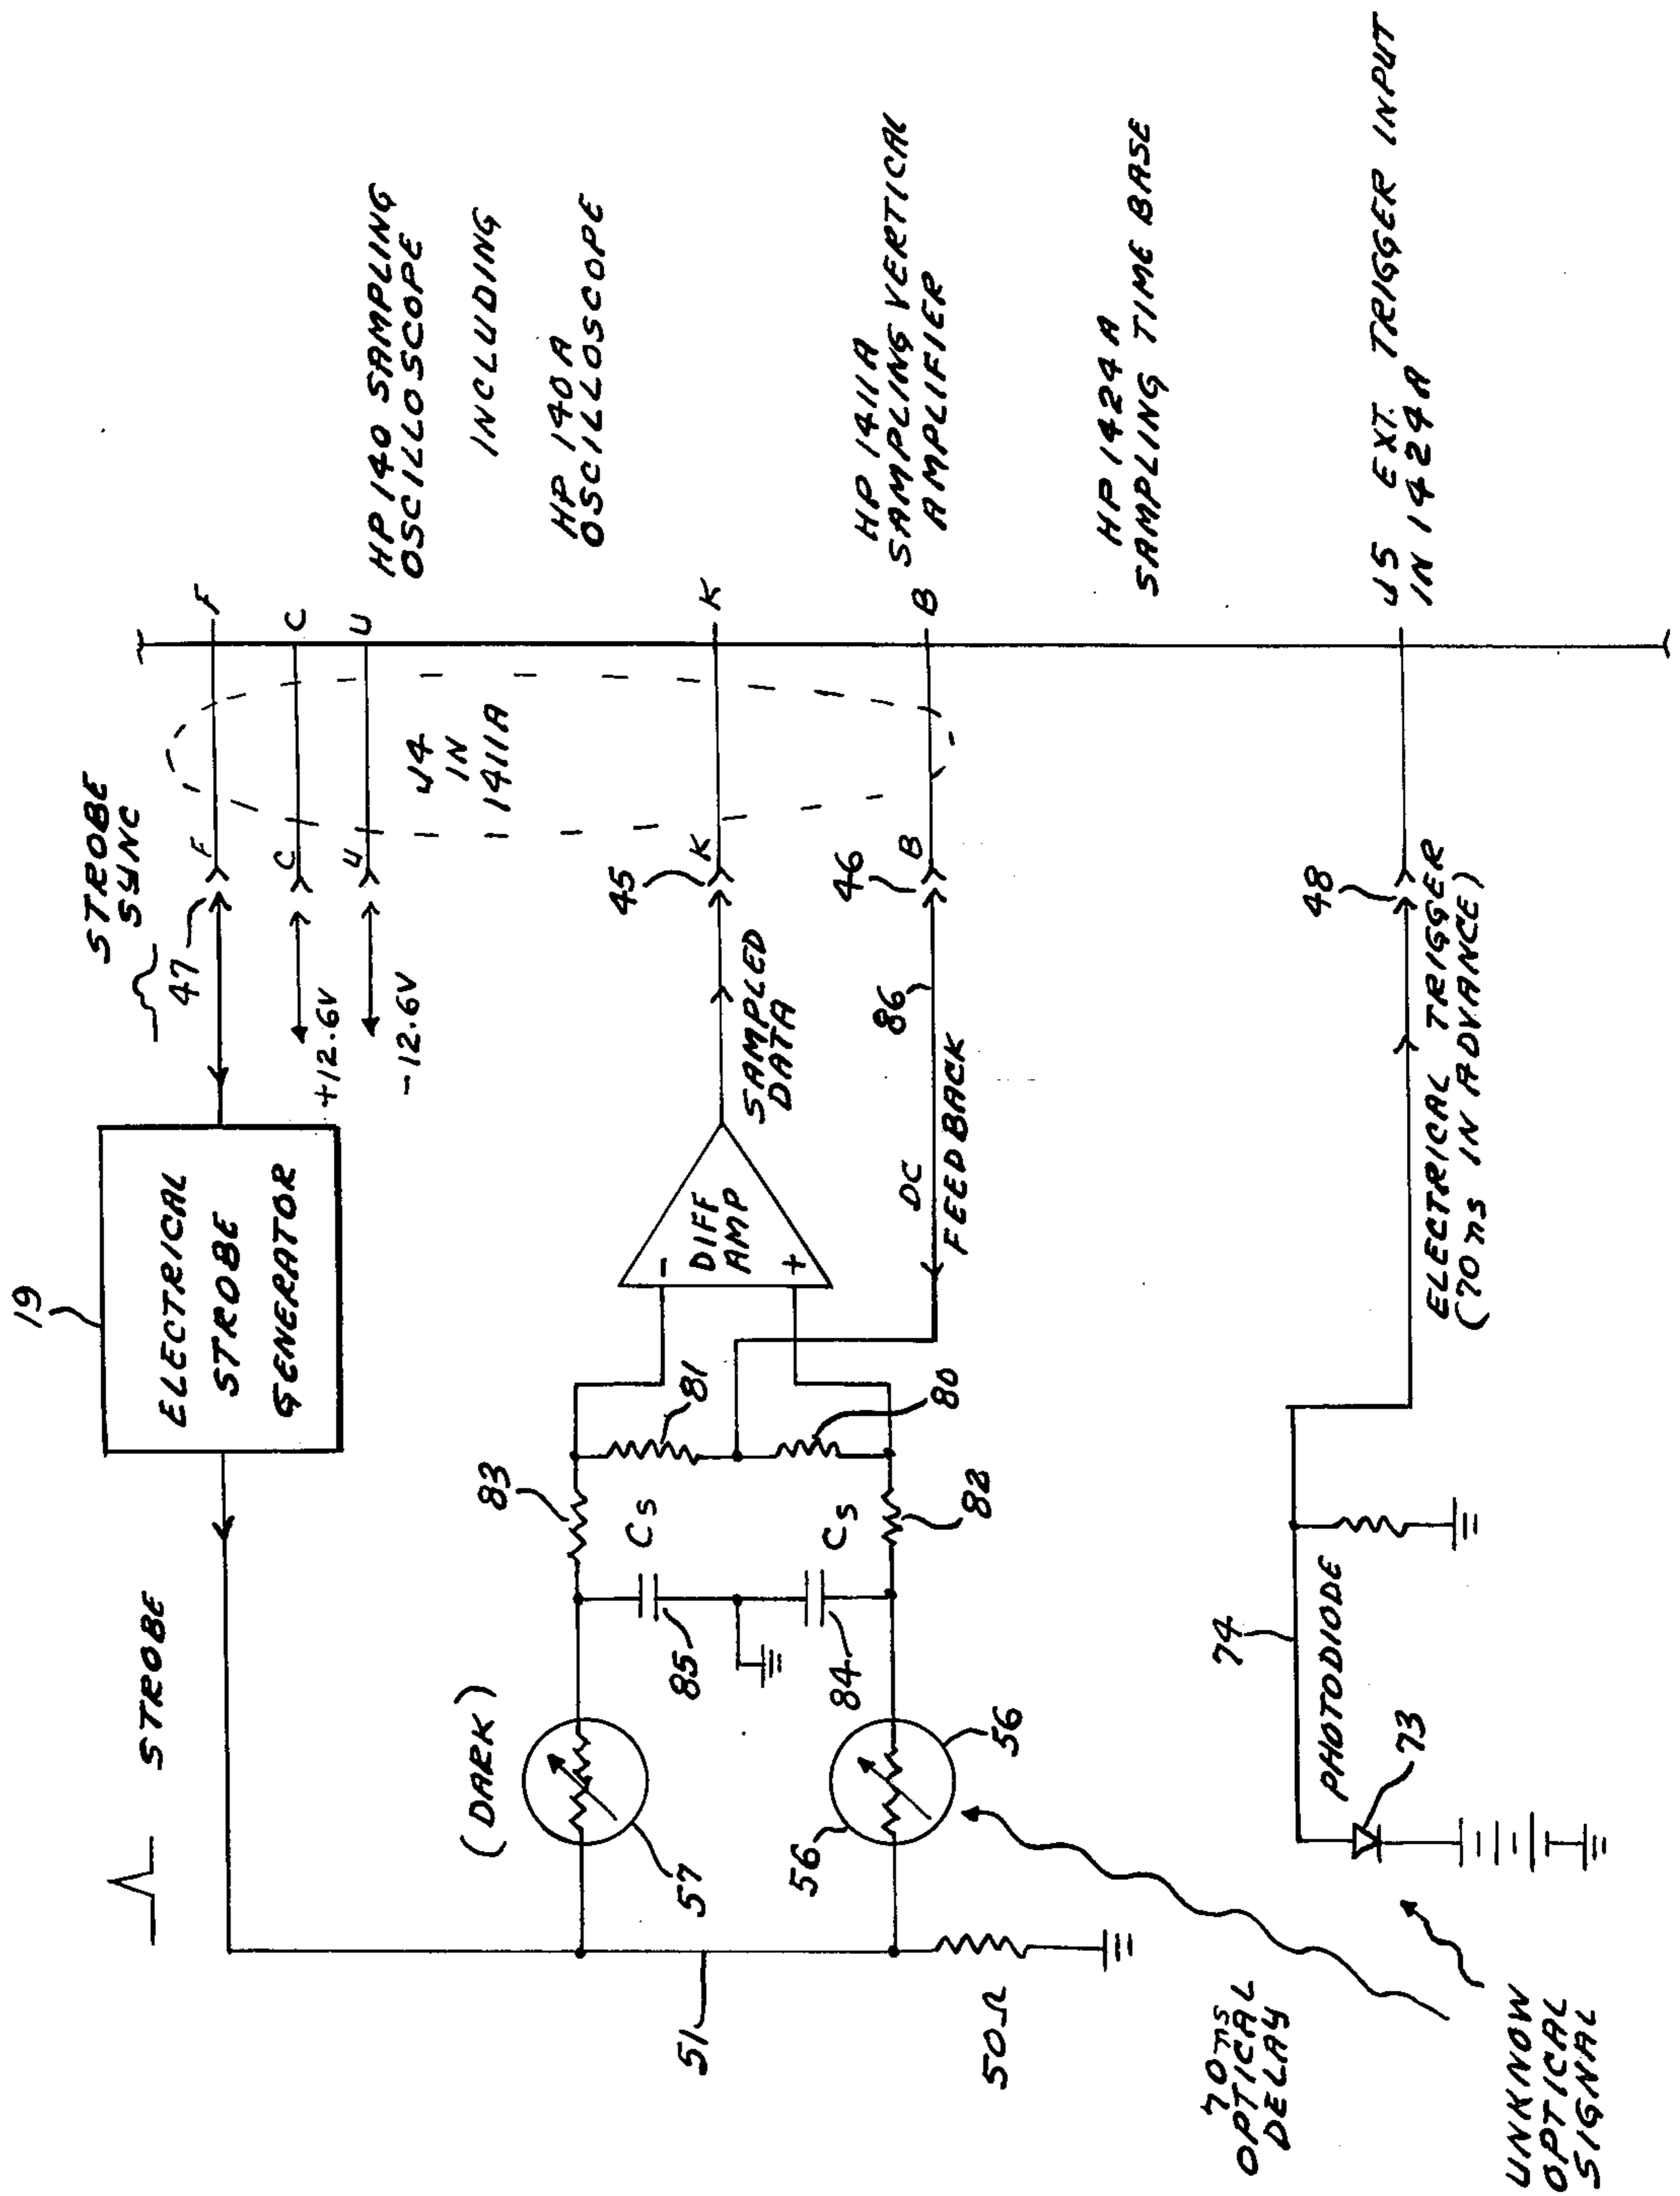 19
ELECTRICAL
STROBE
GENERATOR
STROBE
STROBE
SYNC
47
F
F
C
C
U
U
+12.6V
-12.6V
J4
IN
1411A
HP 140 SAMPLING
OSCILLOSCOPE
INCLUDING
HP 140A
OSCILLOSCOPE
HP 1411A
SAMPLING VERTICAL
AMPLIFIER
HP 1424A
SAMPLING TIME BASE
J5 EXT. TRIGGER INPUT
IN 1424A
(DARK)
57
83
Cs
85
81
-
DIFF
AMP
+
SAMPLED
DATA
45
K
K
46
B
B
86
DC
FEEDBACK
80
82
Cs
84
56
56
51
50Ω
70ns
OPTICAL
DELAY
UNKNOW
OPTICAL
SIGNAL
74
PHOTODIODE
73
48
ELECTRICAL TRIGGER
(70ns IN ADVANCE)